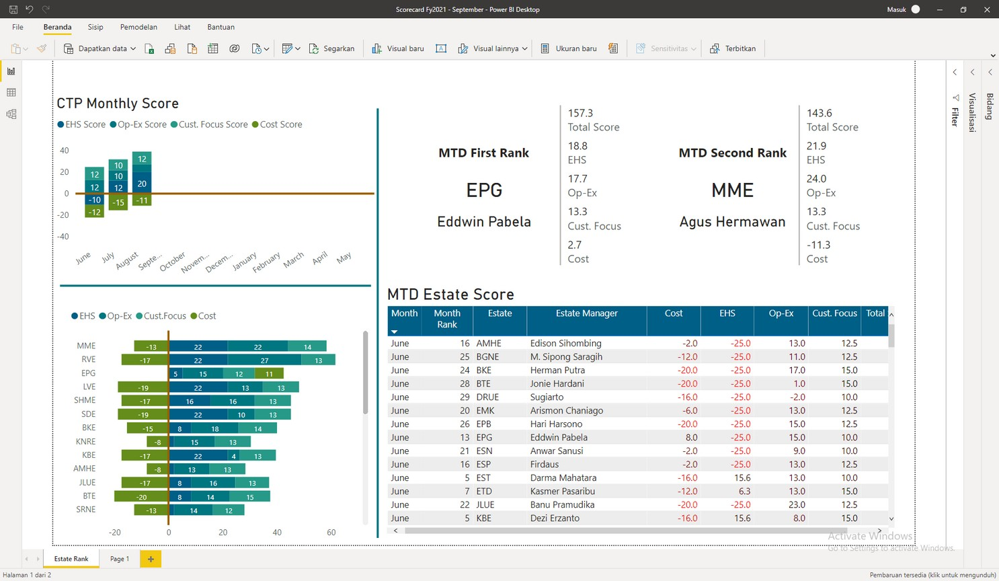 Scorecard Fy2021 - September - Power BI Desktop
Masuk
File Beranda Sisip Pemodelan Lihat Bantuan
Dapatkan data Segarkan Visual baru Visual lainnya Ukuran baru Sensitivitas Terbitkan
CTP Monthly Score
EHS Score Op-Ex Score Cust. Focus Score Cost Score
40
20
0
-20
-40
12 12 -10 -12
10 10 12 -15
12 20 -11
June July August Septe... October Novem... Decem... January February March April May
MTD First Rank
EPG
Eddwin Pabela
157.3
Total Score
18.8
EHS
17.7
Op-Ex
13.3
Cust. Focus
2.7
Cost
MTD Second Rank
MME
Agus Hermawan
143.6
Total Score
21.9
EHS
24.0
Op-Ex
13.3
Cust. Focus
-11.3
Cost
Filter
Visualisasi
Bidang
EHS Op-Ex Cust.Focus Cost
MME -13 22 22 14
RVE -17 22 27 13
EPG 5 15 12 11
LVE -19 22 13 13
SHME -17 16 16 13
SDE -19 22 10 13
BKE -15 8 18 14
KNRE -8 15 13
KBE -17 22 4 13
AMHE -8 13 13
JLUE -17 8 16 13
BTE -20 8 14 15
SRNE -13 14 12
-20 0 20 40 60
MTD Estate Score
Month Month Rank Estate Estate Manager Cost EHS Op-Ex Cust. Focus Total
June 16 AMHE Edison Sihombing -2.0 -25.0 13.0 12.5
June 25 BGNE M. Sipong Saragih -12.0 -25.0 11.0 12.5
June 24 BKE Herman Putra -20.0 -25.0 17.0 15.0
June 28 BTE Jonie Hardani -20.0 -25.0 1.0 15.0
June 29 DRUE Sugiarto -16.0 -25.0 -2.0 10.0
June 20 EMK Arismon Chaniago -6.0 -25.0 13.0 12.5
June 26 EPB Hari Harsono -20.0 -25.0 15.0 12.5
June 13 EPG Eddwin Pabela 8.0 -25.0 15.0 10.0
June 21 ESN Anwar Sanusi -2.0 -25.0 9.0 10.0
June 16 ESP Firdaus -2.0 -25.0 13.0 12.5
June 5 EST Darma Mahatara -16.0 15.6 13.0 10.0
June 7 ETD Kasmer Pasaribu -12.0 6.3 13.0 15.0
June 22 JLUE Banu Pramudika -20.0 -25.0 23.0 12.5
June 5 KBE Dezi Erzanto -16.0 15.6 8.0 15.0
Activate Windows
Go to Settings to activate Windows.
Estate Rank Page 1
Halaman 1 dari 2
Pembaruan tersedia (klik untuk mengunduh)